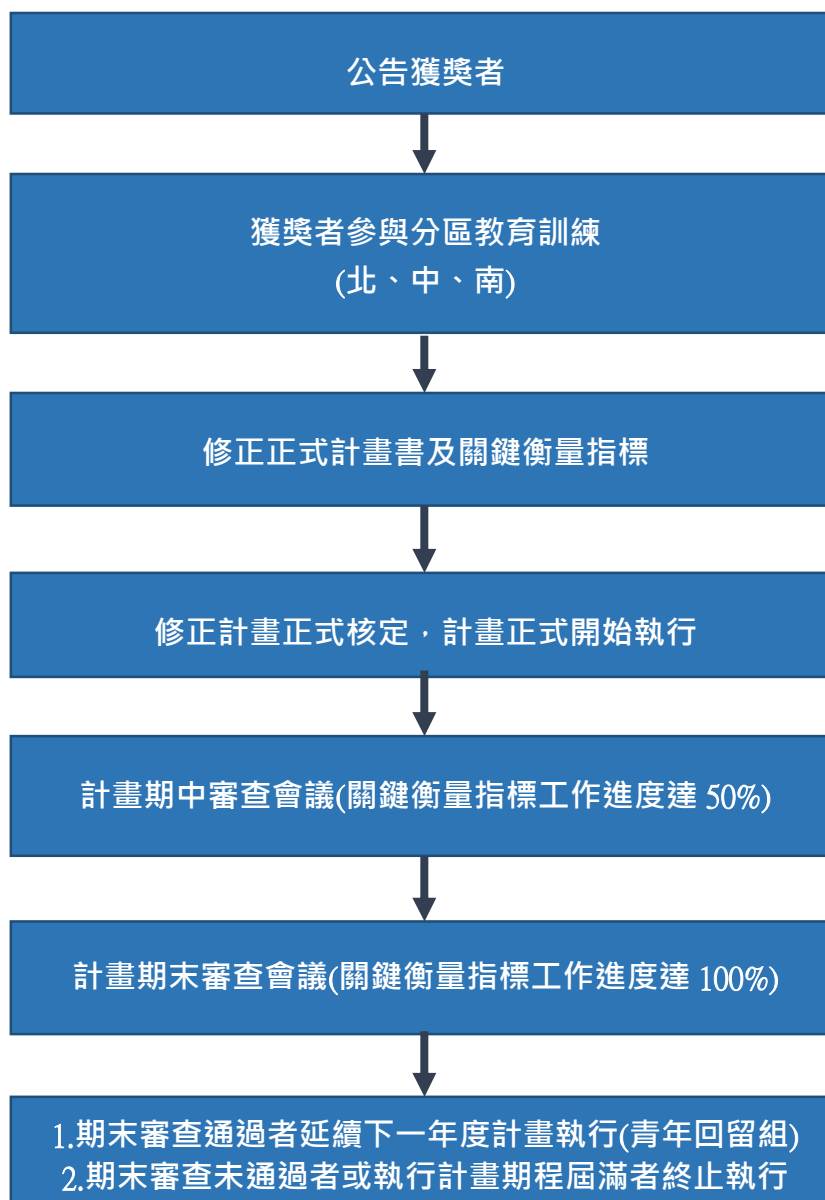 公告獲獎者
獲獎者參與分區教育訓練
(北、中、南)
修正正式計畫書及關鍵衡量指標
修正計畫正式核定，計畫正式開始執行
計畫期中審查會議(關鍵衡量指標工作進度達 50%)
計畫期末審查會議(關鍵衡量指標工作進度達 100%)
1.期末審查通過者延續下一年度計畫執行(青年回留組)
2.期末審查未通過者或執行計畫期程屆滿者終止執行